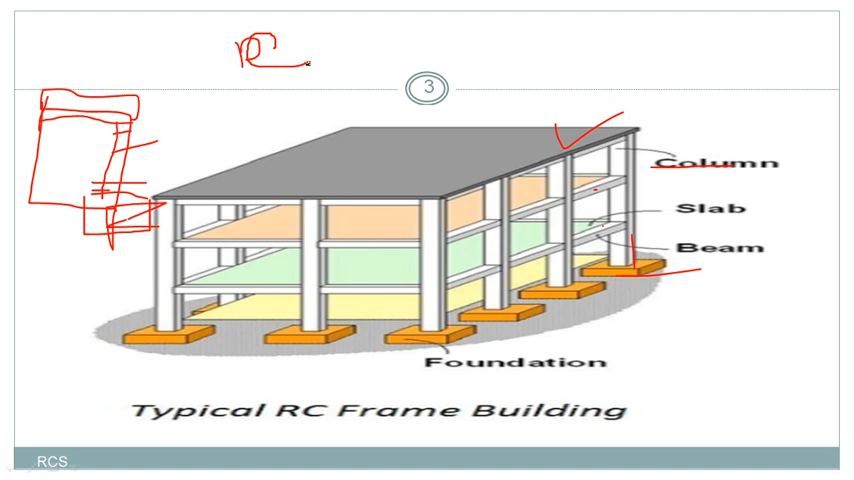 RC
3
Column
Slab
Beam
Foundation
Typical RC Frame Building
RCS